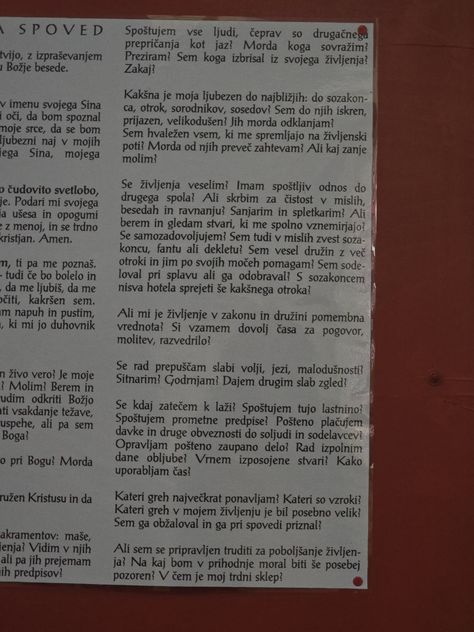 A SPOVED
tvijo, z izpraševanjem
u Božje besede.
v imenu svojega Sina
i oči, da bom spoznal
moje srce, da se bom
ljubezni naj v mojih
jega Sina, mojega
o čudovito svetlobo,
je. Podari mi svojega
ja ušesa in opogumi
e z menoj, in se trdno
kristjan. Amen.
m, ti pa me poznaš.
- tudi če bo bolelo in
, da me ljubiš, da me
očiti, kakršen sem.
am napuh in pustim,
, ki mi jo duhovnik
n živo vero? Je moje
? Molim? Berem in
udim odkriti Božjo
ati vsakdanje težave,
uspehe, ali pa sem
Boga?
o pri Bogu? Morda
ružen Kristusu in da
akramentov: maše,
jenja? Vidim v njih
ali pa jih prejemam
nih predpisov?
Spoštujem vse ljudi, čeprav so drugačnega
prepričanja kot jaz? Morda koga sovražim?
Preziram? Sem koga izbrisal iz svojega življenja?
Zakaj?
Kakšna je moja ljubezen do najbližjih: do sozakon-
ca, otrok, sorodnikov, sosedov? Sem do njih iskren,
prijazen, velikodušen? Jih morda odklanjam?
Sem hvaležen vsem, ki me spremljajo na življenjski
poti? Morda od njih preveč zahtevam? Ali kaj zanje
molim?
Se življenja veselim? Imam spoštljiv odnos do
drugega spola? Ali skrbim za čistost v mislih,
besedah in ravnanju? Sanjarim in spletkarim? Ali
berem in gledam stvari, ki me spolno vznemirjajo?
Se samozadovoljujem? Sem tudi v mislih zvest soza-
koncu, fantu ali dekletu? Sem vesel družin z več
otroki in jim po svojih močeh pomagam? Sem sode-
loval pri splavu ali ga odobraval? S sozakoncem
nisva hotela sprejeti še kakšnega otroka?
Ali mi je življenje v zakonu in družini pomembna
vrednota? Si vzamem dovolj časa za pogovor,
molitev, razvedrilo?
Se rad prepuščam slabi volji, jezi, malodušnosti?
Sitnarim? Godrnjam? Dajem drugim slab zgled?
Se kdaj zatečem k laži? Spoštujem tujo lastnino?
Spoštujem prometne predpise? Pošteno plačujem
davke in druge obveznosti do soljudi in sodelavcev?
Opravljam pošteno zaupano delo? Rad izpolnim
dane obljube? Vrnem izposojene stvari? Kako
uporabljam čas?
Kateri greh največkrat ponavljam? Kateri so vzroki?
Kateri greh v mojem življenju je bil posebno velik?
Sem ga obžaloval in ga pri spovedi priznal?
Ali sem se pripravljen truditi za poboljšanje življen-
ja? Na kaj bom v prihodnje moral biti še posebej
pozoren? V čem je moj trdni sklep?